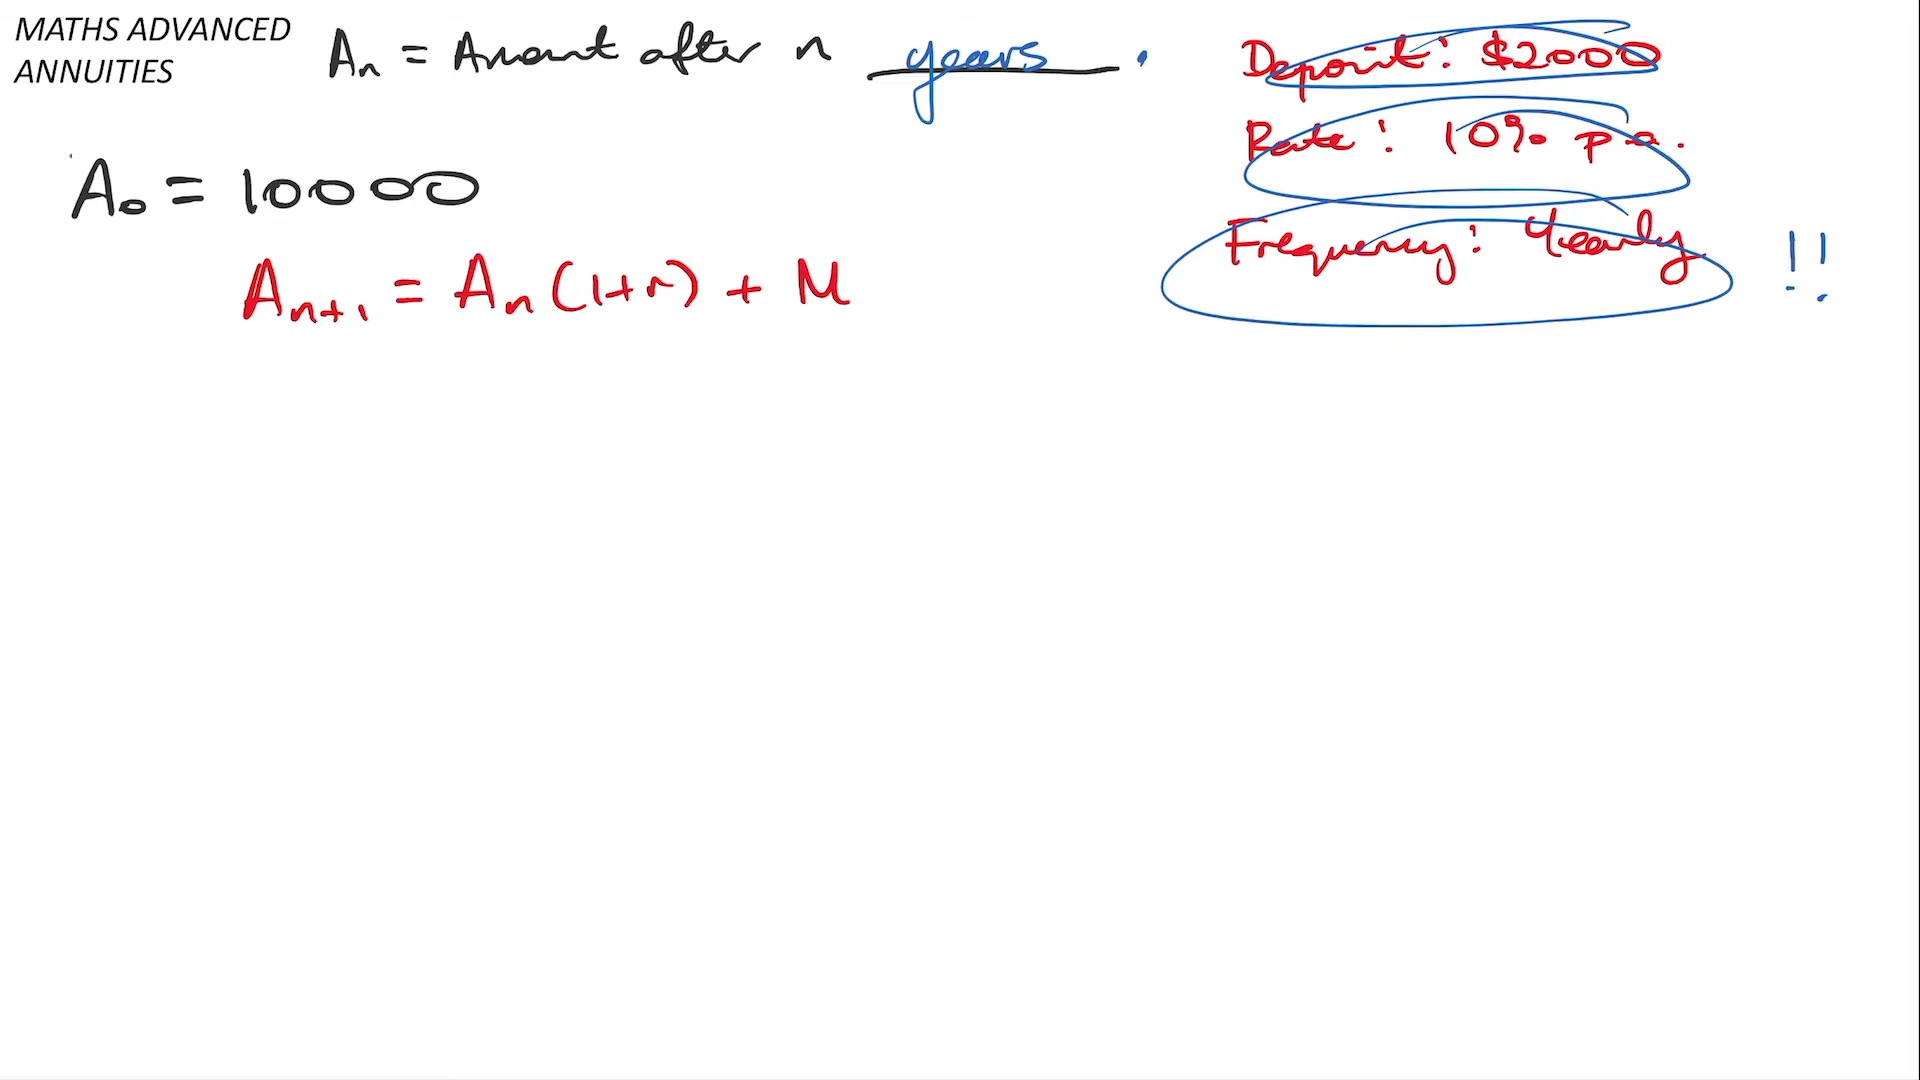 MATHS ADVANCED
ANNUITIES
An = Amount after n years.
A0 = 10000
An+1 = An (1+r) + M
Deposit: $2000
Rate: 10% p.a.
Frequency: Yearly !!